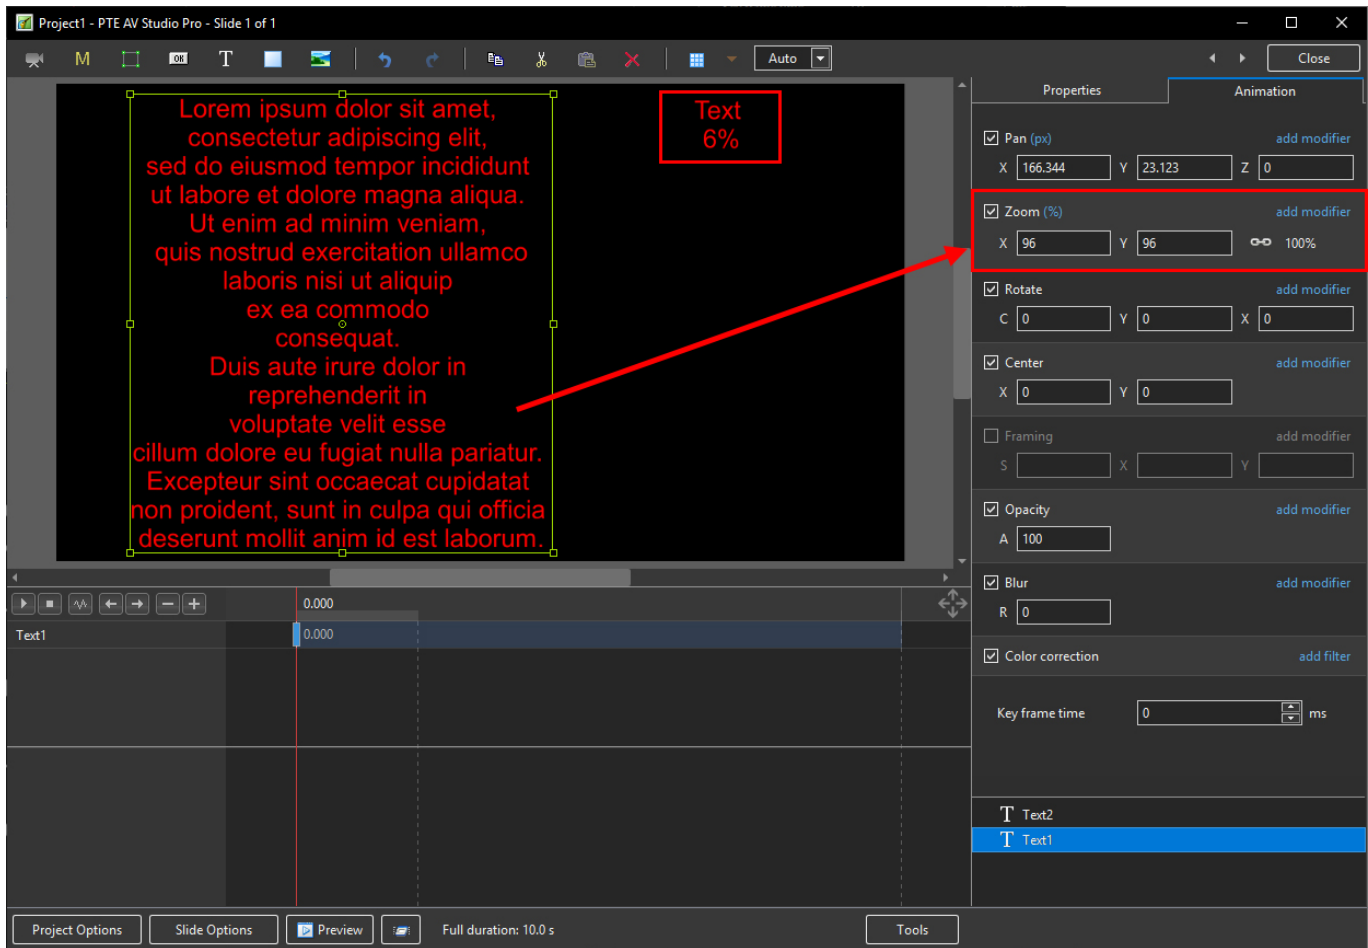 Project1 - PTE AV Studio Pro - Slide 1 of 1
M OK T Auto Close
Lorem ipsum dolor sit amet,
consectetur adipiscing elit,
sed do eiusmod tempor incididunt
ut labore et dolore magna aliqua.
Ut enim ad minim veniam,
quis nostrud exercitation ullamco
laboris nisi ut aliquip
ex ea commodo
consequat.
Duis aute irure dolor in
reprehenderit in
voluptate velit esse
cillum dolore eu fugiat nulla pariatur.
Excepteur sint occaecat cupidatat
non proident, sunt in culpa qui officia
deserunt mollit anim id est laborum.
Text
6%
Properties Animation
Pan (px) add modifier
X 166.344 Y 23.123 Z 0
Zoom (%) add modifier
X 96 Y 96 100%
Rotate add modifier
C 0 Y 0 X 0
Center add modifier
X 0 Y 0
Framing add modifier
S X Y
Opacity add modifier
A 100
Blur add modifier
R 0
Color correction add filter
Key frame time 0 ms
T Text2
T Text1
0.000
Text1 0.000
Project Options Slide Options Preview Full duration: 10.0 s Tools